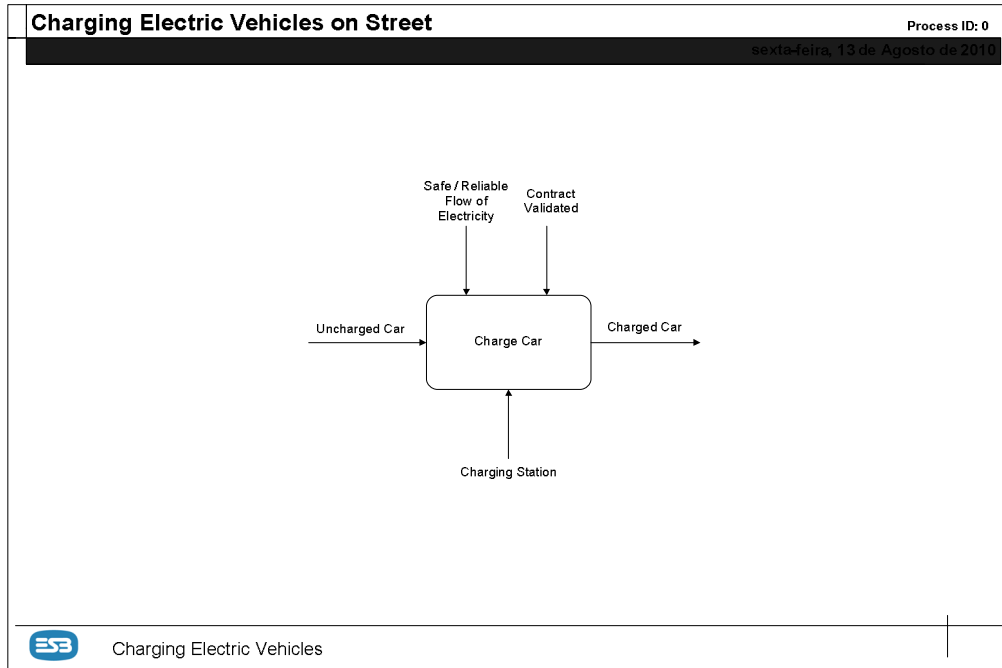 Charging Electric Vehicles on Street
Process ID: 0
sexta-feira, 13 de Agosto de 2010
Safe / Reliable
Flow of
Electricity
Contract
Validated
Uncharged Car
Charge Car
Charged Car
Charging Station
ESB
Charging Electric Vehicles